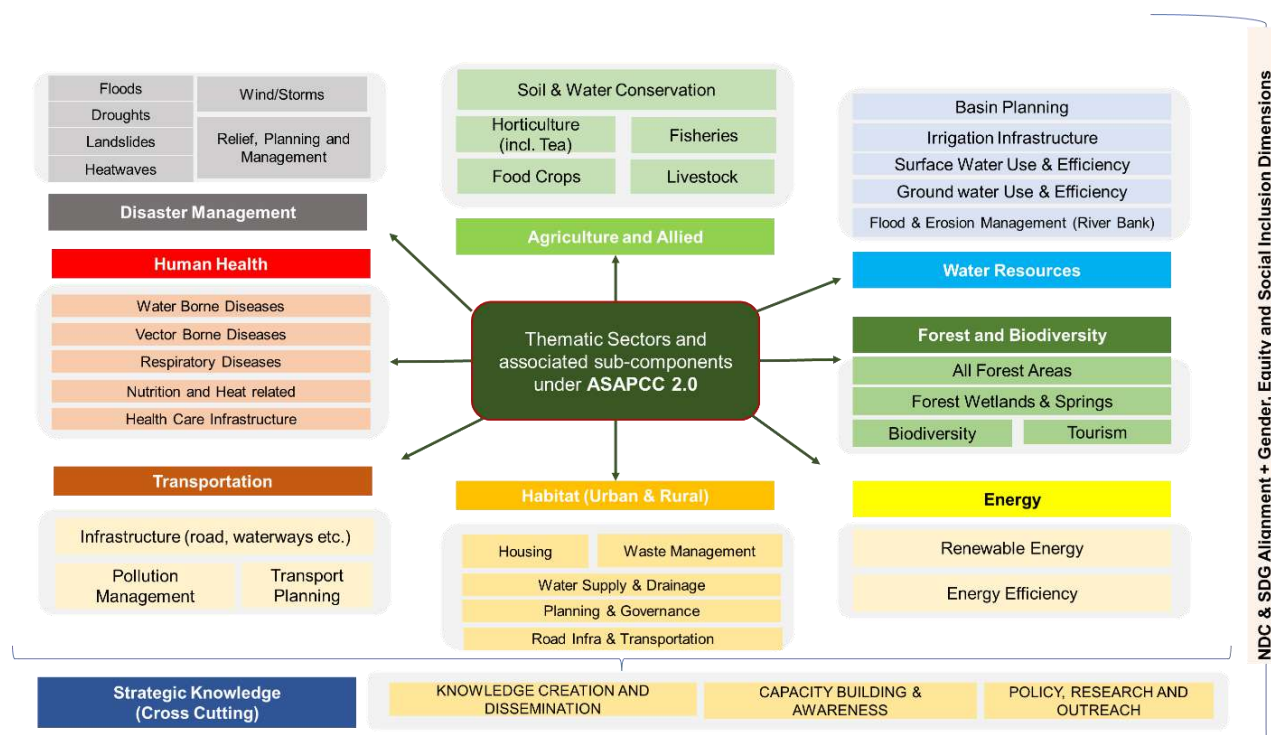 Floods
Droughts
Landslides
Heatwaves
Wind/Storms
Relief, Planning and
Management
Disaster Management
Soil & Water Conservation
Horticulture
(incl. Tea)
Fisheries
Food Crops
Livestock
Agriculture and Allied
Basin Planning
Irrigation Infrastructure
Surface Water Use & Efficiency
Ground water Use & Efficiency
Flood & Erosion Management (River Bank)
Water Resources
Human Health
Water Borne Diseases
Vector Borne Diseases
Respiratory Diseases
Nutrition and Heat related
Health Care Infrastructure
Thematic Sectors and
associated sub-components
under ASAPCC 2.0
Forest and Biodiversity
All Forest Areas
Forest Wetlands & Springs
Biodiversity
Tourism
Transportation
Infrastructure (road, waterways etc.)
Pollution
Management
Transport
Planning
Habitat (Urban & Rural)
Housing
Waste Management
Water Supply & Drainage
Planning & Governance
Road Infra & Transportation
Energy
Renewable Energy
Energy Efficiency
Strategic Knowledge
(Cross Cutting)
KNOWLEDGE CREATION AND
DISSEMINATION
CAPACITY BUILDING &
AWARENESS
POLICY, RESEARCH AND
OUTREACH
NDC & SDG Alignment + Gender, Equity and Social Inclusion Dimensions